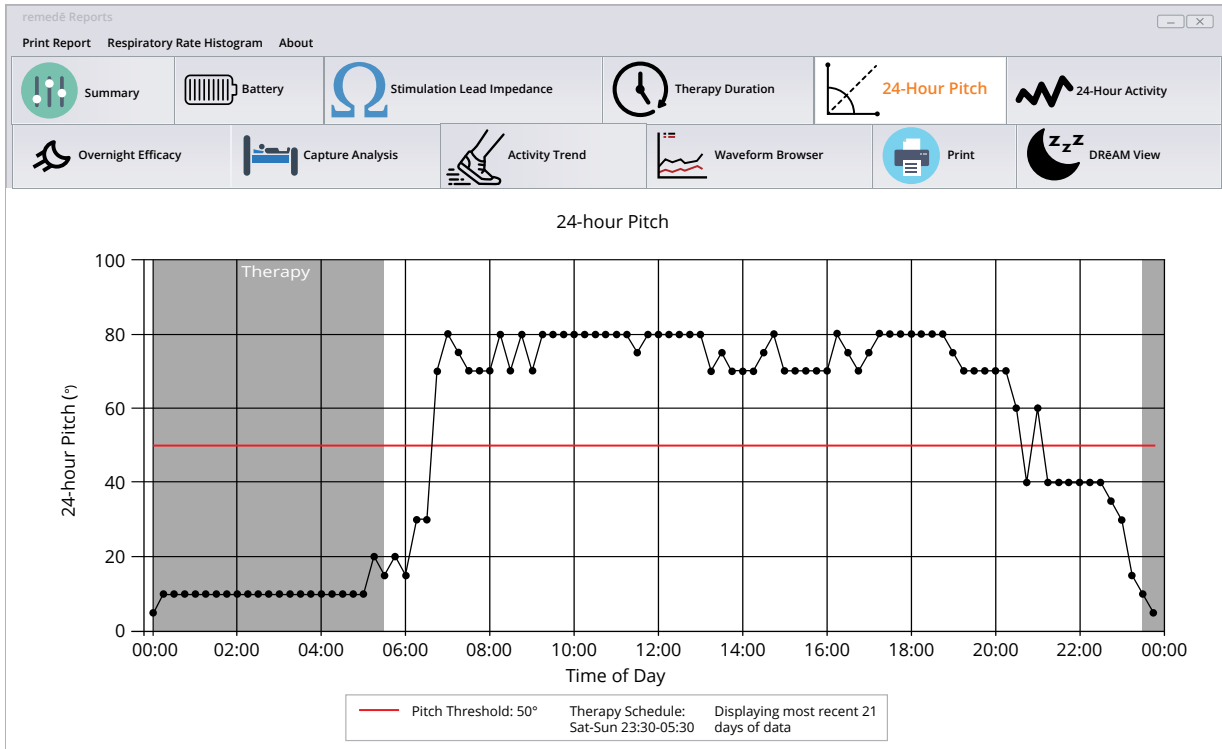 remedē Reports
Print Report Respiratory Rate Histogram About
Summary Battery Ω Stimulation Lead Impedance Therapy Duration 24-Hour Pitch 24-Hour Activity
Overnight Efficacy Capture Analysis Activity Trend Waveform Browser Print zzz DRēAM View
24-hour Pitch
Therapy
100
80
60
40
20
0
24-hour Pitch (°)
00:00 02:00 04:00 06:00 08:00 10:00 12:00 14:00 16:00 18:00 20:00 22:00 00:00
Time of Day
Pitch Threshold: 50°
Therapy Schedule:
Sat-Sun 23:30-05:30
Displaying most recent 21
days of data